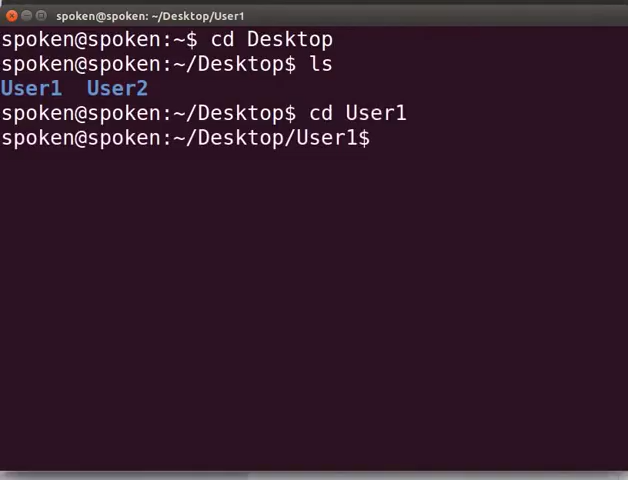 spoken@spoken: ~/Desktop/User1
spoken@spoken:~$ cd Desktop
spoken@spoken:~/Desktop$ ls
User1  User2
spoken@spoken:~/Desktop$ cd User1
spoken@spoken:~/Desktop/User1$